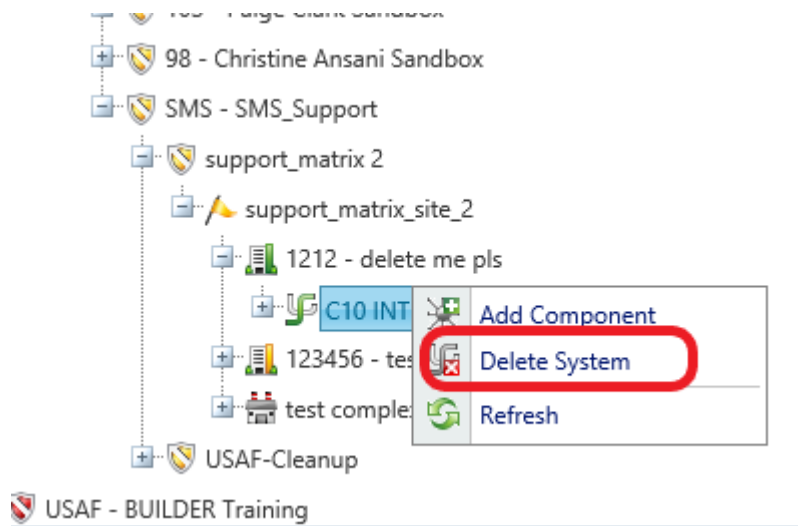 98 - Christine Ansani Sandbox
SMS - SMS_Support
support_matrix 2
support_matrix_site_2
1212 - delete me pls
C10 INT
Add Component
123456 - tes
Delete System
test comple
Refresh
USAF-Cleanup
USAF - BUILDER Training